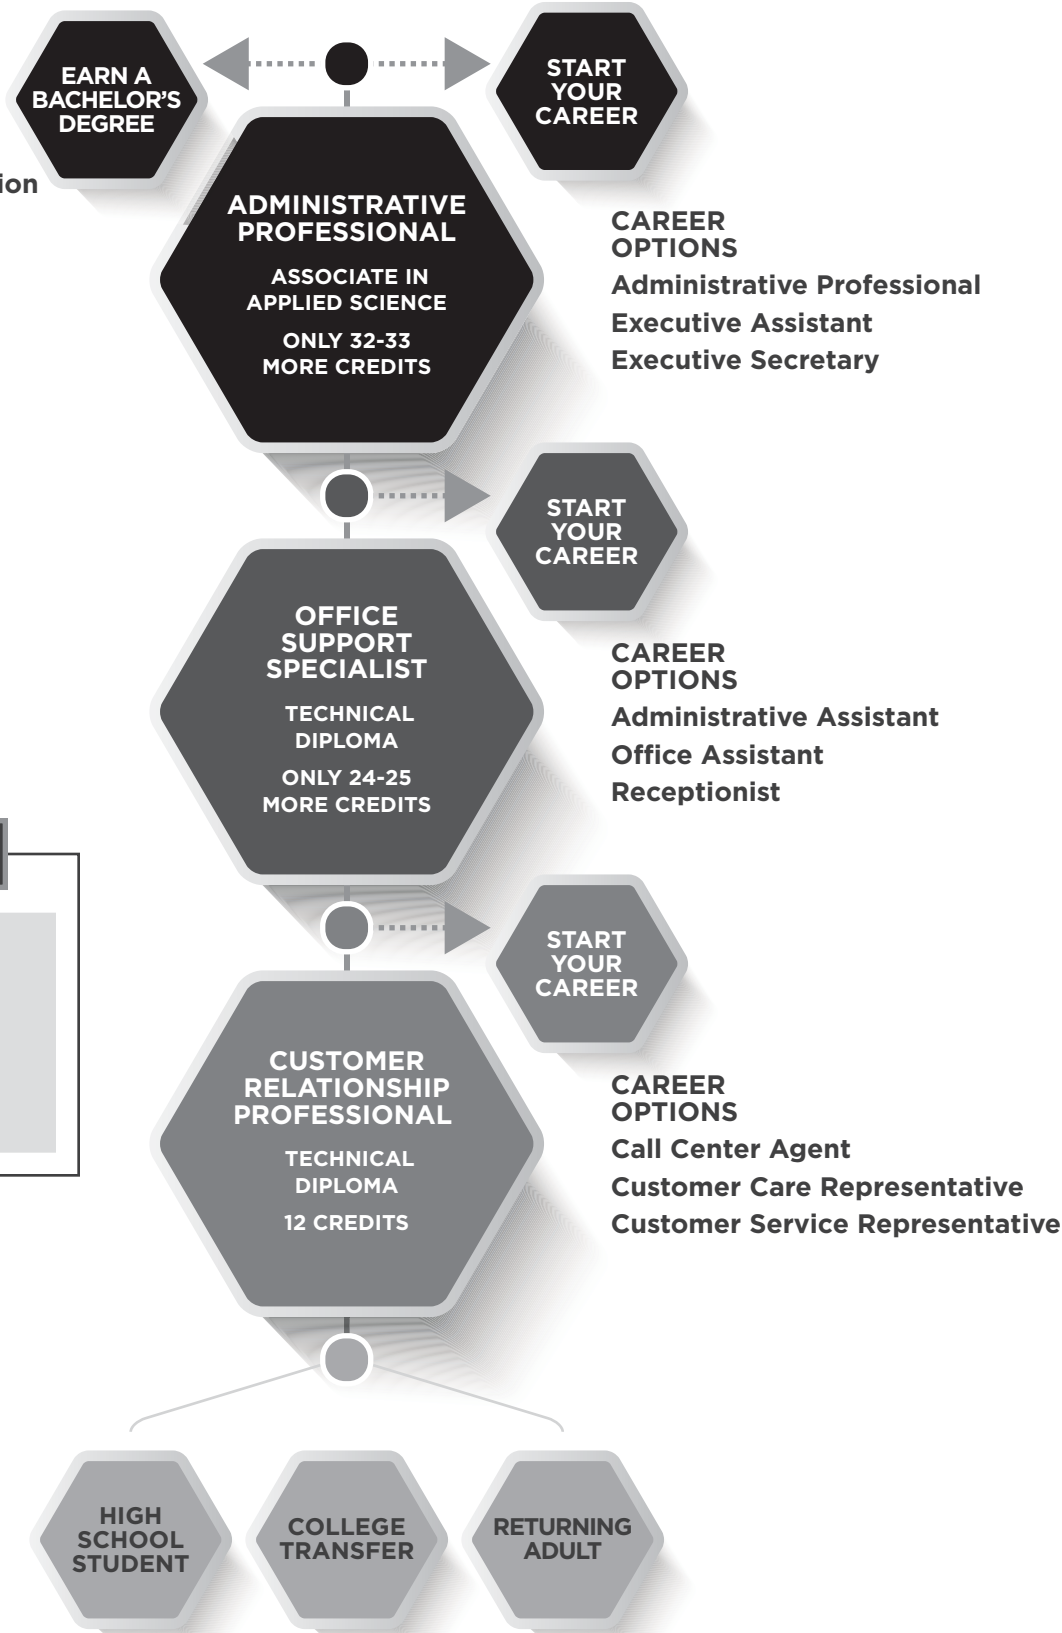 EARN A
BACHELOR'S
DEGREE
START
YOUR
CAREER
ADMINISTRATIVE
PROFESSIONAL
ASSOCIATE IN
APPLIED SCIENCE
ONLY 32-33
MORE CREDITS
CAREER
OPTIONS
Administrative Professional
Executive Assistant
Executive Secretary
START
YOUR
CAREER
OFFICE
SUPPORT
SPECIALIST
TECHNICAL
DIPLOMA
ONLY 24-25
MORE CREDITS
CAREER
OPTIONS
Administrative Assistant
Office Assistant
Receptionist
START
YOUR
CAREER
CUSTOMER
RELATIONSHIP
PROFESSIONAL
TECHNICAL
DIPLOMA
12 CREDITS
CAREER
OPTIONS
Call Center Agent
Customer Care Representative
Customer Service Representative
HIGH
SCHOOL
STUDENT
COLLEGE
TRANSFER
RETURNING
ADULT